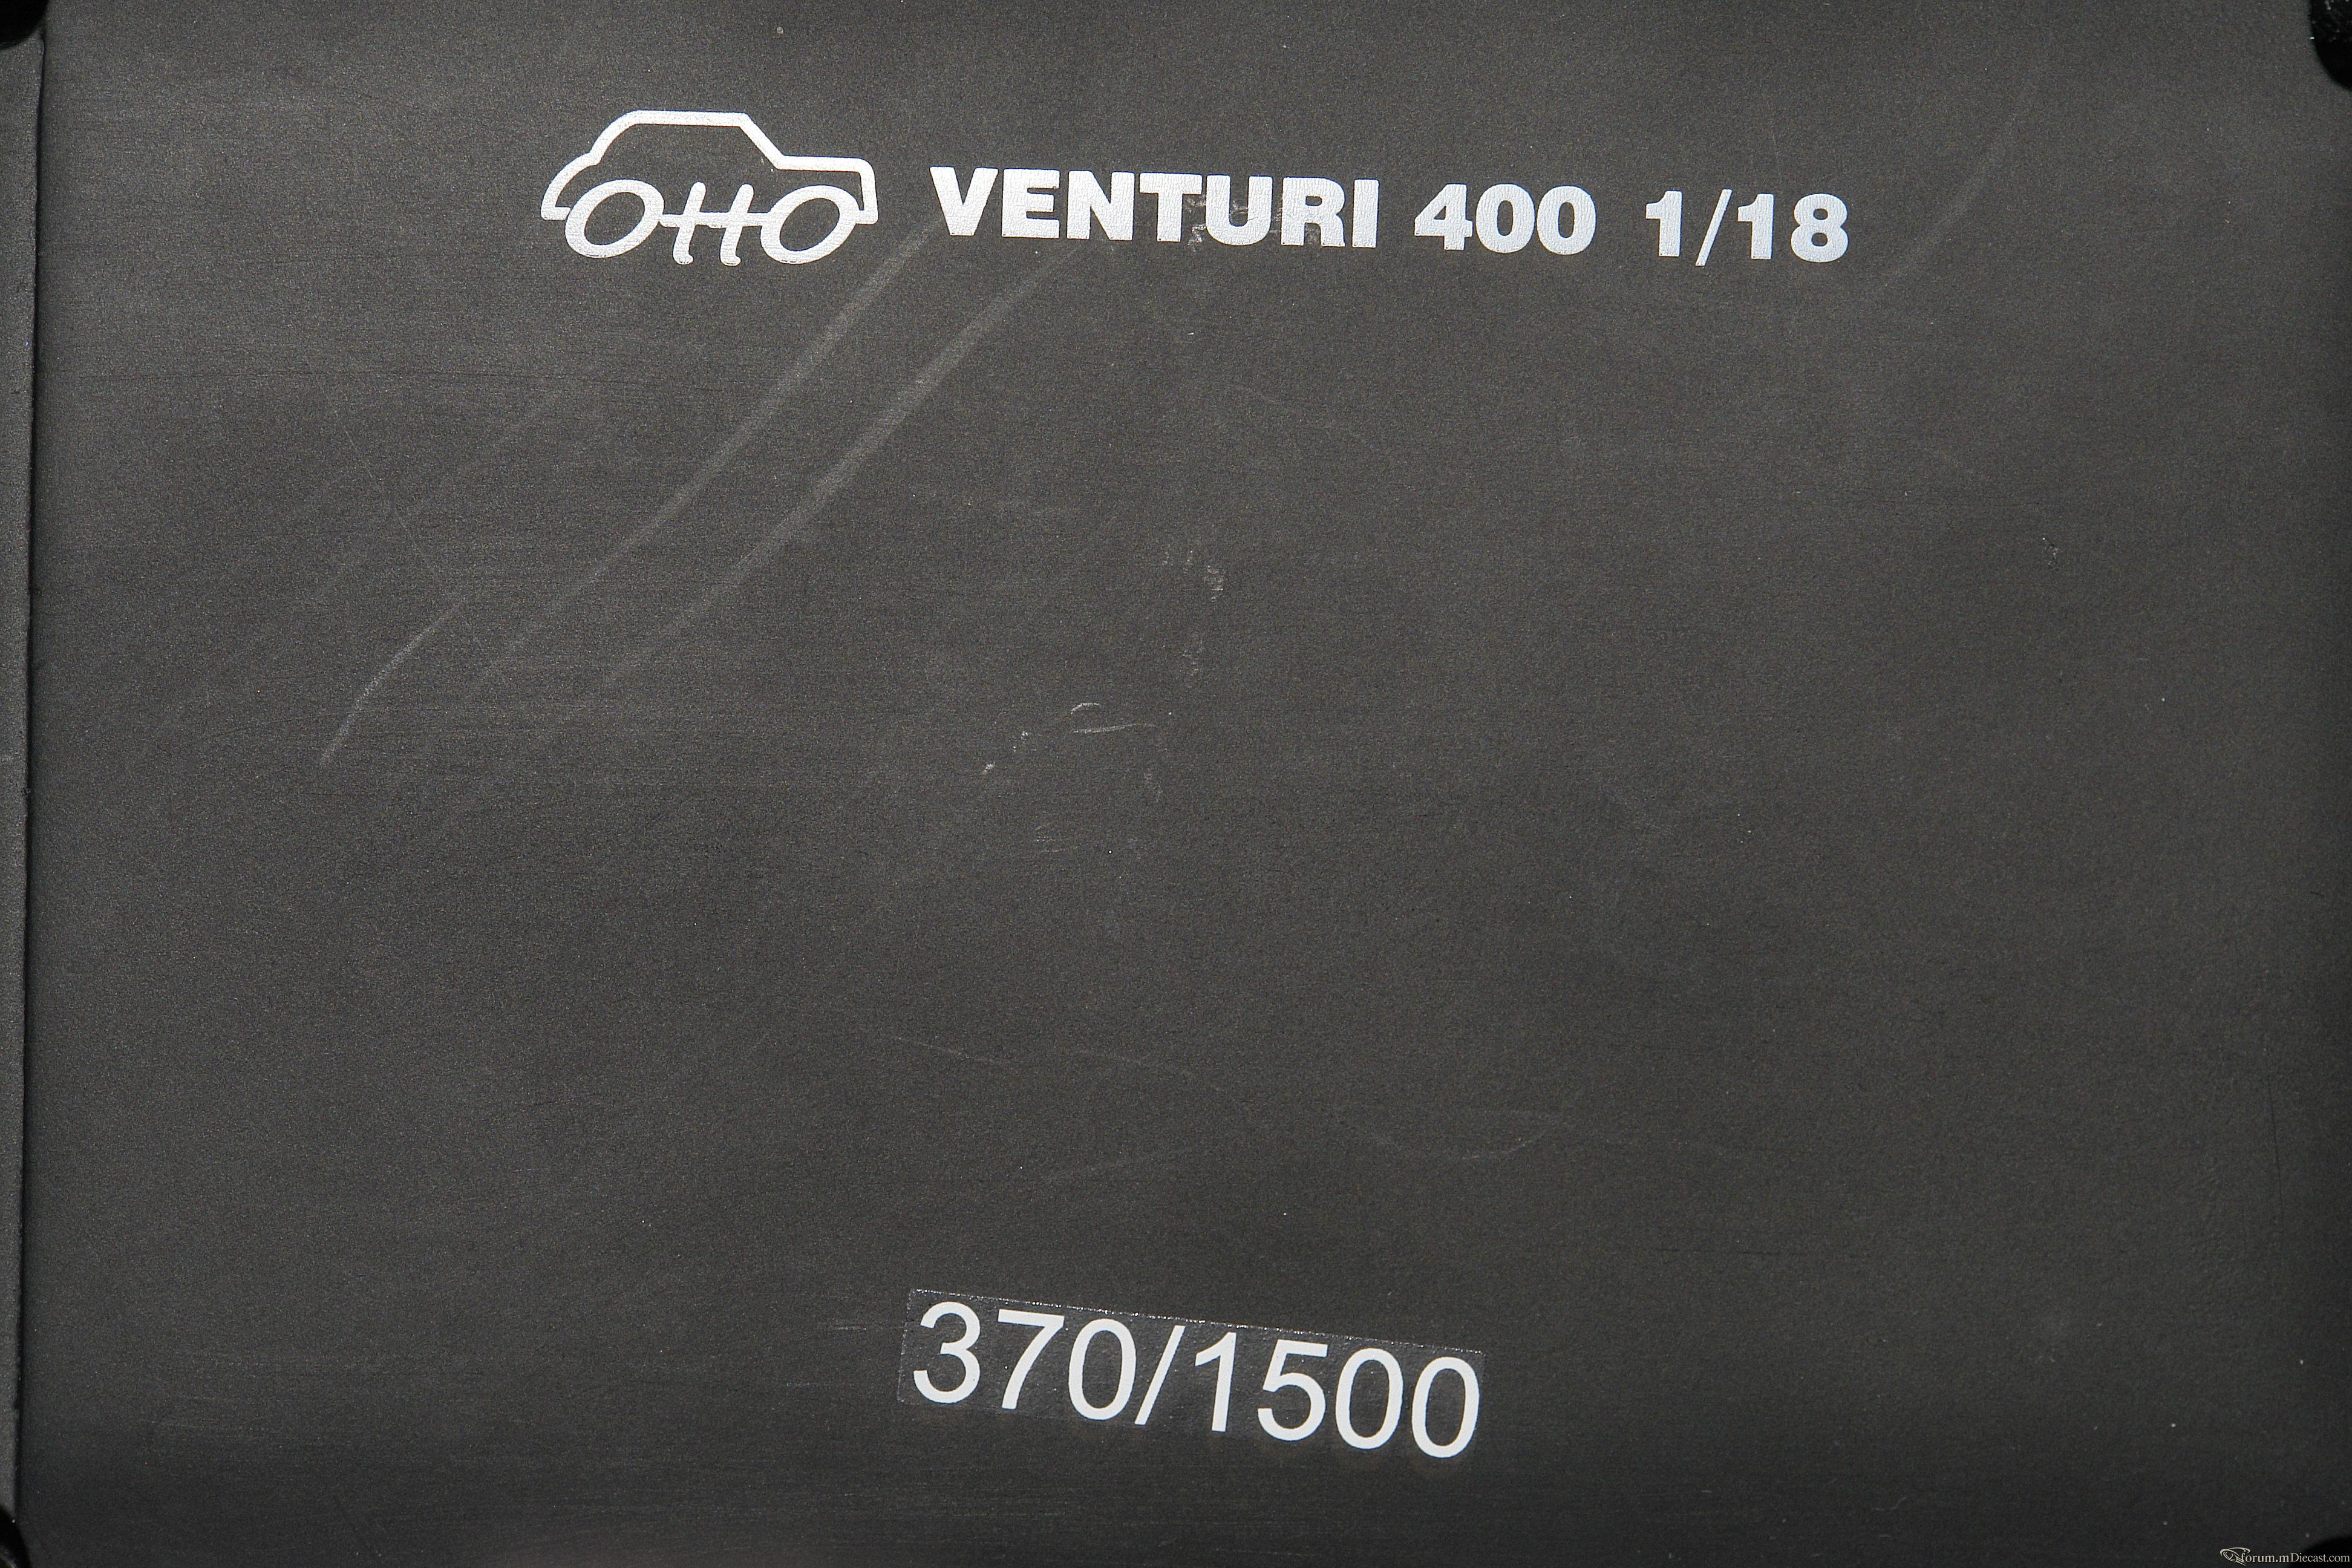 OttO VENTURI 400 1/18
370/1500
forum.mDiecast.com